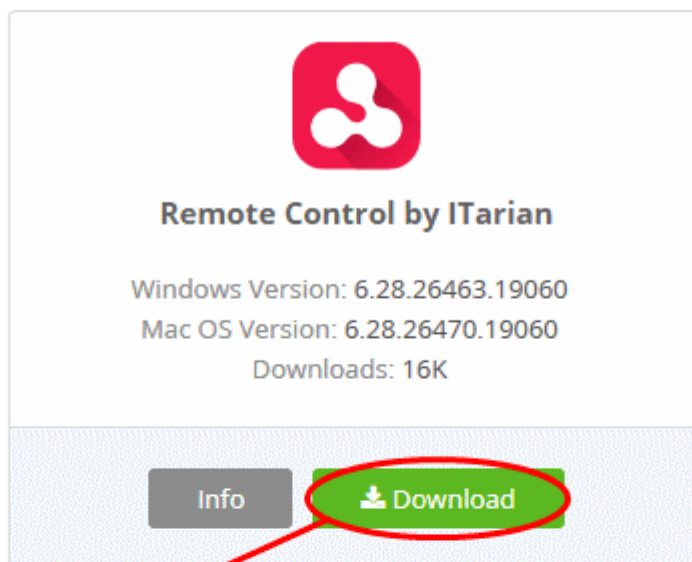 Remote Control by ITarian
Windows Version: 6.28.26463.19060
Mac OS Version: 6.28.26470.19060
Downloads: 16K
Info
Download